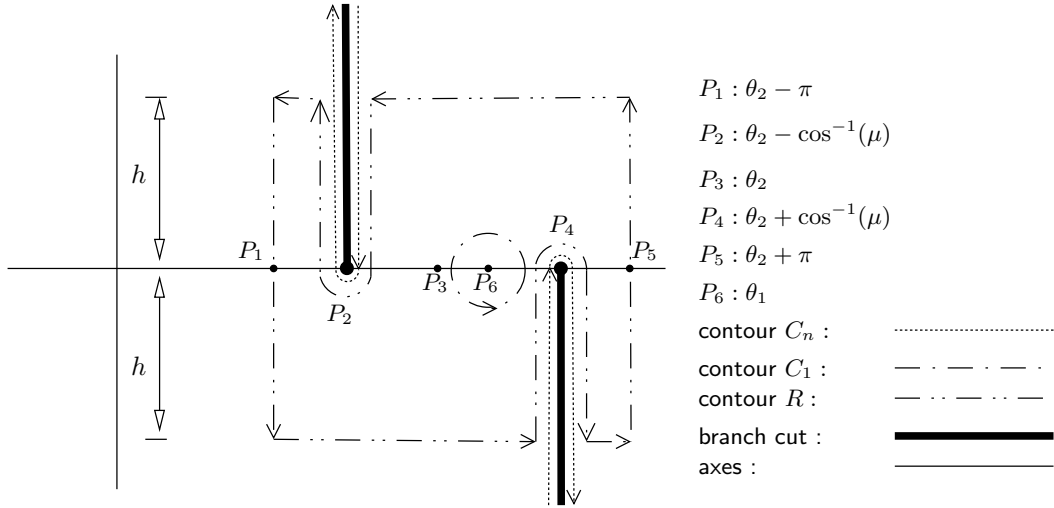 h
h
P₁
P₂
P₃
P₆
P₄
P₅
P₁ : θ₂ − π
P₂ : θ₂ − cos⁻¹(μ)
P₃ : θ₂
P₄ : θ₂ + cos⁻¹(μ)
P₅ : θ₂ + π
P₆ : θ₁
contour Cₙ :
contour C₁ :
contour R :
branch cut :
axes :